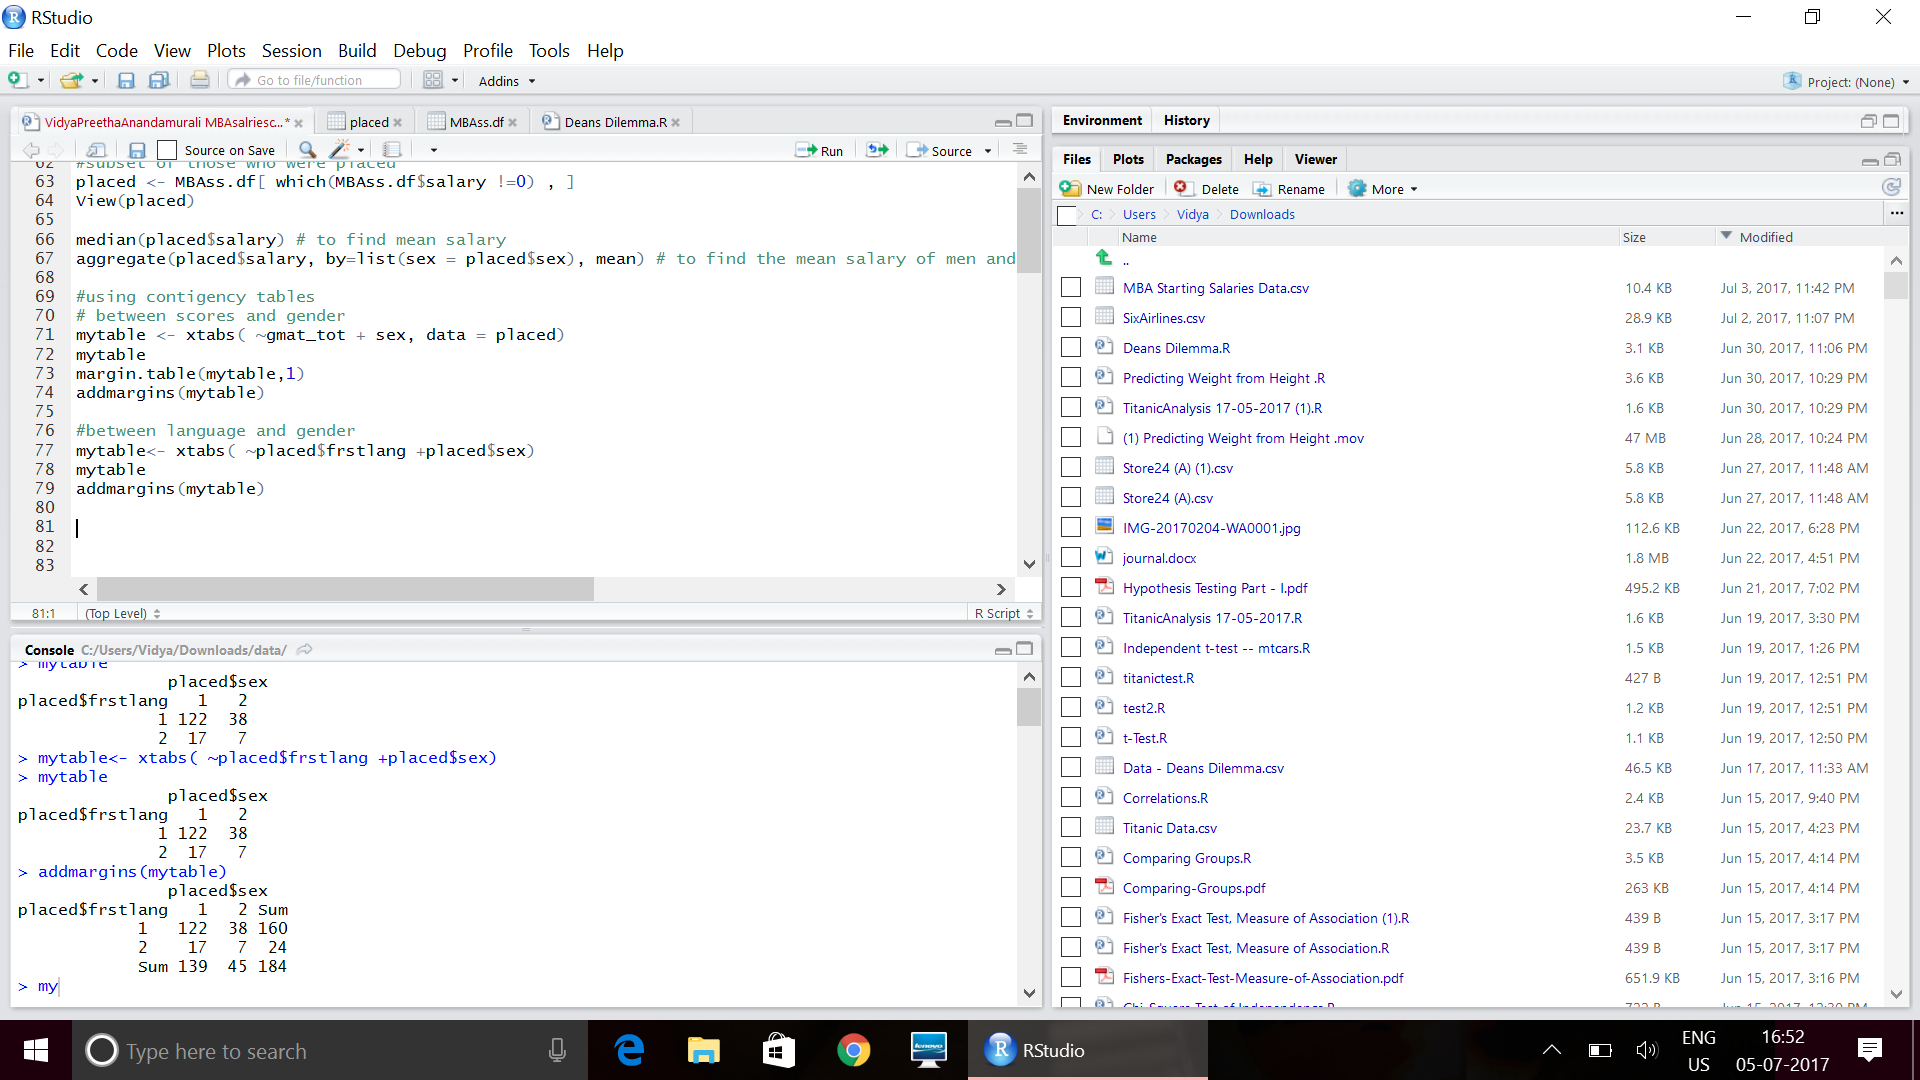 RStudio
File Edit Code View Plots Session Build Debug Profile Tools Help
Go to file/function Addins Project: (None)
VidyaPreethaAnandamurali MBAsalriesc...* placed MBAss.df Deans Dilemma.R
Source on Save Run Source
62 #subset of those who were placed
63 placed <- MBAss.df[ which(MBAss.df$salary !=0) , ]
64 View(placed)
65
66 median(placed$salary) # to find mean salary
67 aggregate(placed$salary, by=list(sex = placed$sex), mean) # to find the mean salary of men and
68
69 #using contigency tables
70 # between scores and gender
71 mytable <- xtabs( ~gmat_tot + sex, data = placed)
72 mytable
73 margin.table(mytable,1)
74 addmargins(mytable)
75
76 #between language and gender
77 mytable<- xtabs( ~placed$frstlang +placed$sex)
78 mytable
79 addmargins(mytable)
80
81
82
83
81:1 (Top Level) R Script
Console C:/Users/Vidya/Downloads/data/
> mytable
placed$sex
placed$frstlang 1 2
1 122 38
2 17 7
> mytable<- xtabs( ~placed$frstlang +placed$sex)
> mytable
placed$sex
placed$frstlang 1 2
1 122 38
2 17 7
> addmargins(mytable)
placed$sex
placed$frstlang 1 2 Sum
1 122 38 160
2 17 7 24
Sum 139 45 184
> my
Environment History
Files Plots Packages Help Viewer
New Folder Delete Rename More
C: Users Vidya Downloads ...
Name Size Modified
..
MBA Starting Salaries Data.csv 10.4 KB Jul 3, 2017, 11:42 PM
SixAirlines.csv 28.9 KB Jul 2, 2017, 11:07 PM
Deans Dilemma.R 3.1 KB Jun 30, 2017, 11:06 PM
Predicting Weight from Height .R 3.6 KB Jun 30, 2017, 10:29 PM
TitanicAnalysis 17-05-2017 (1).R 1.6 KB Jun 30, 2017, 10:29 PM
(1) Predicting Weight from Height .mov 47 MB Jun 28, 2017, 10:24 PM
Store24 (A) (1).csv 5.8 KB Jun 27, 2017, 11:48 AM
Store24 (A).csv 5.8 KB Jun 27, 2017, 11:48 AM
IMG-20170204-WA0001.jpg 112.6 KB Jun 22, 2017, 6:28 PM
journal.docx 1.8 MB Jun 22, 2017, 4:51 PM
Hypothesis Testing Part - I.pdf 495.2 KB Jun 21, 2017, 7:02 PM
TitanicAnalysis 17-05-2017.R 1.6 KB Jun 19, 2017, 3:30 PM
Independent t-test -- mtcars.R 1.5 KB Jun 19, 2017, 1:26 PM
titanictest.R 427 B Jun 19, 2017, 12:51 PM
test2.R 1.2 KB Jun 19, 2017, 12:51 PM
t-Test.R 1.1 KB Jun 19, 2017, 12:50 PM
Data - Deans Dilemma.csv 46.5 KB Jun 17, 2017, 11:33 AM
Correlations.R 2.4 KB Jun 15, 2017, 9:40 PM
Titanic Data.csv 23.7 KB Jun 15, 2017, 4:23 PM
Comparing Groups.R 3.5 KB Jun 15, 2017, 4:14 PM
Comparing-Groups.pdf 263 KB Jun 15, 2017, 4:14 PM
Fisher's Exact Test, Measure of Association (1).R 439 B Jun 15, 2017, 3:17 PM
Fisher's Exact Test, Measure of Association.R 439 B Jun 15, 2017, 3:17 PM
Fishers-Exact-Test-Measure-of-Association.pdf 651.9 KB Jun 15, 2017, 3:16 PM
Type here to search lenovo RStudio ENG US 16:52 05-07-2017